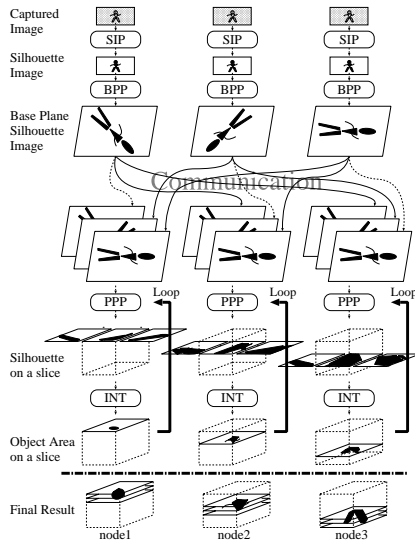 Captured
Image
SIP SIP SIP
Silhouette
Image
BPP BPP BPP
Base Plane
Silhouette
Image
Communication
Loop Loop Loop
PPP PPP PPP
Silhouette
on a slice
INT INT INT
Object Area
on a slice
Final Result
node1 node2 node3